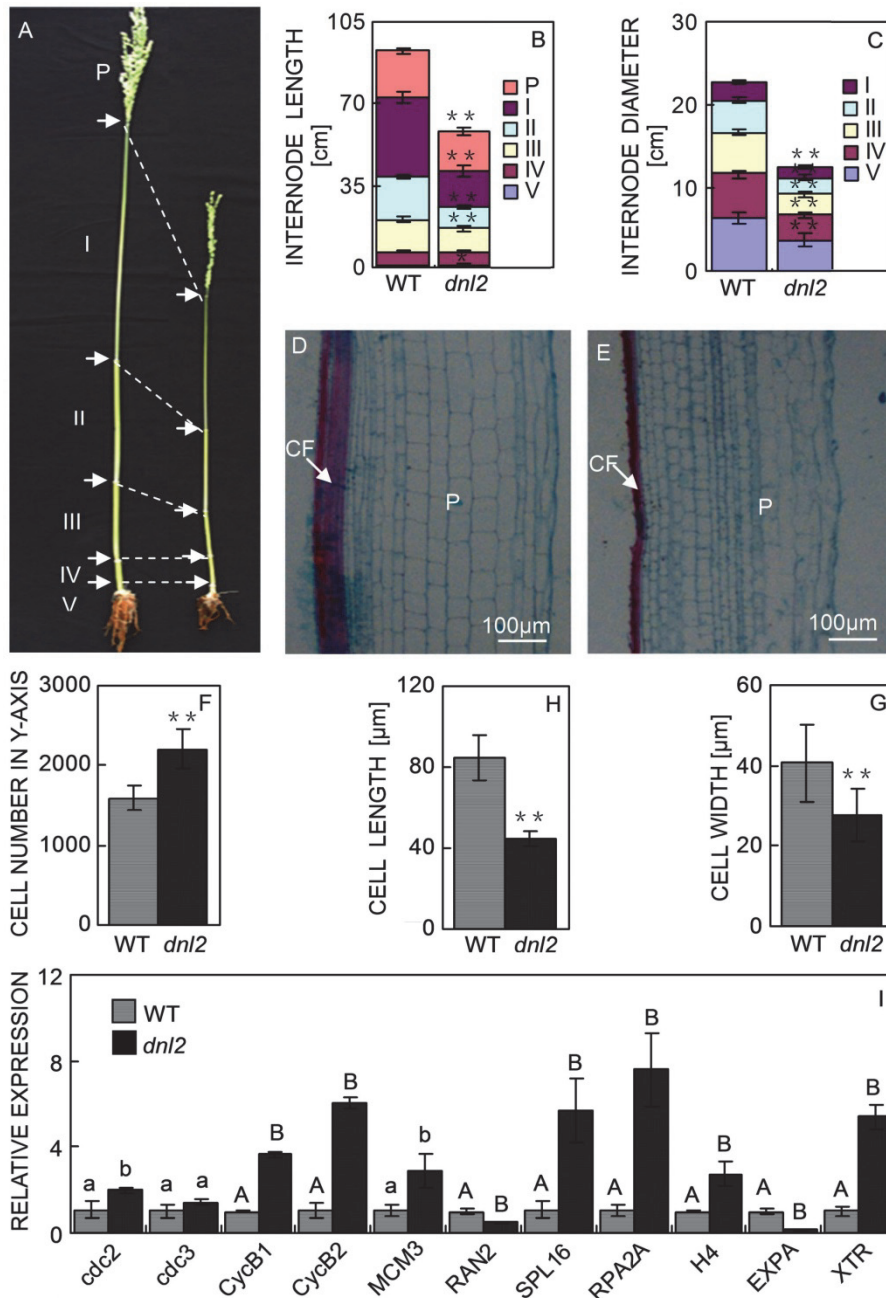 A
P
I
II
III
IV
V
B
INTERNODE LENGTH
[cm]
105
70
35
0
**
**
**
**
*
P
I
II
III
IV
V
WT dnl2
C
INTERNODE DIAMETER
[cm]
30
20
10
0
**
**
**
**
I
II
III
IV
V
WT dnl2
D
CF
P
100µm
E
CF
P
100µm
F
CELL NUMBER IN Y-AXIS
3000
2000
1000
0
**
WT dnl2
H
CELL LENGTH [µm]
120
80
40
0
**
WT dnl2
G
CELL WIDTH [µm]
60
40
20
0
**
WT dnl2
I
RELATIVE EXPRESSION
12
8
4
0
WT
dnl2
a b a a A B A B a b A B A B A B A B A B A B
cdc2 cdc3 CycB1 CycB2 MCM3 RAN2 SPL16 RPA2A H4 EXPA XTR